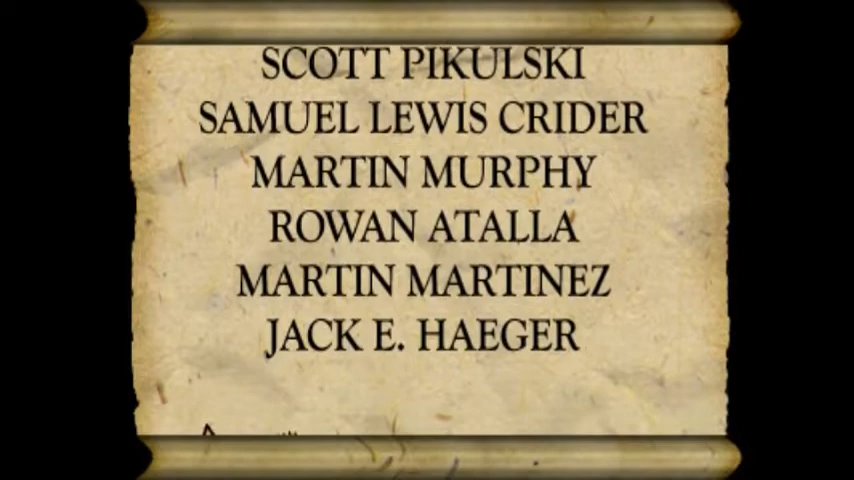 SCOTT PIKULSKI
SAMUEL LEWIS CRIDER
MARTIN MURPHY
ROWAN ATALLA
MARTIN MARTINEZ
JACK E. HAEGER